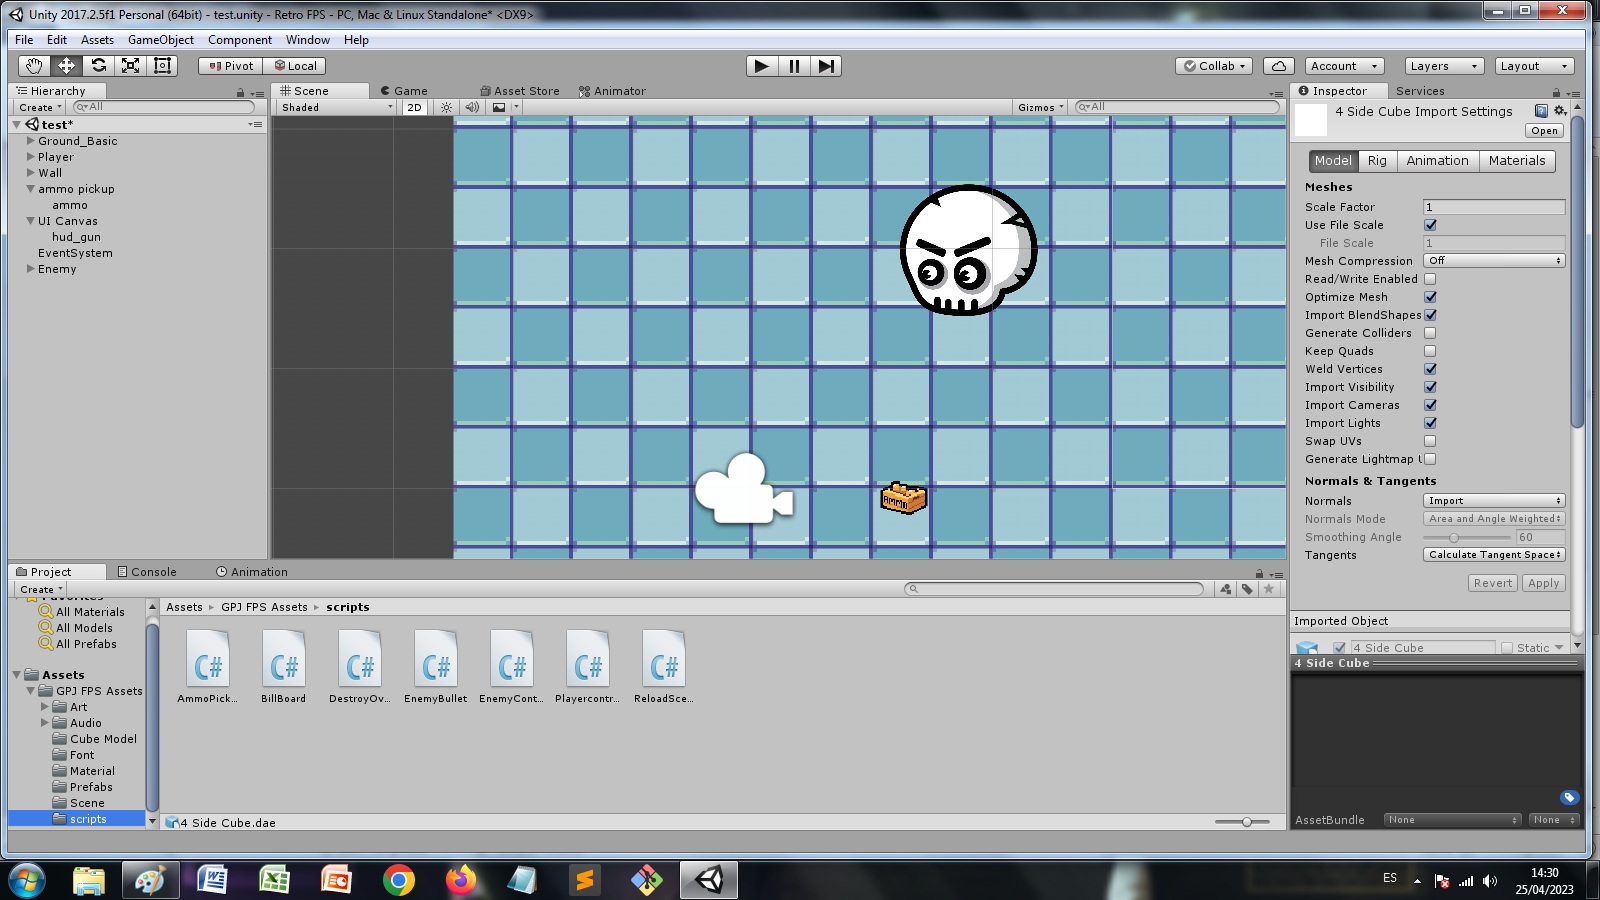 Unity 2017.2.5f1 Personal (64bit) - test.unity - Retro FPS - PC, Mac & Linux Standalone* <DX9>
File Edit Assets GameObject Component Window Help
Pivot Local Collab Account Layers Layout
Hierarchy
Create All
test*
Ground_Basic
Player
Wall
ammo pickup
ammo
UI Canvas
hud_gun
EventSystem
Enemy
Scene Game Asset Store Animator
Shaded 2D Gizmos All
AMMO
Inspector Services
4 Side Cube Import Settings
Open
Model Rig Animation Materials
Meshes
Scale Factor 1
Use File Scale
File Scale 1
Mesh Compression Off
Read/Write Enabled
Optimize Mesh
Import BlendShapes
Generate Colliders
Keep Quads
Weld Vertices
Import Visibility
Import Cameras
Import Lights
Swap UVs
Generate Lightmap U
Normals & Tangents
Normals Import
Normals Mode Area and Angle Weighted
Smoothing Angle 60
Tangents Calculate Tangent Space
Revert Apply
Imported Object
4 Side Cube Static
4 Side Cube
AssetBundle None None
Project Console Animation
Create
Favorites
All Materials
All Models
All Prefabs
Assets
GPJ FPS Assets
Art
Audio
Cube Model
Font
Material
Prefabs
Scene
scripts
Assets GPJ FPS Assets scripts
C# C# C# C# C# C# C#
AmmoPick... BillBoard DestroyOv... EnemyBullet EnemyCont... Playercontr... ReloadSce...
4 Side Cube.dae
ES
14:30
25/04/2023